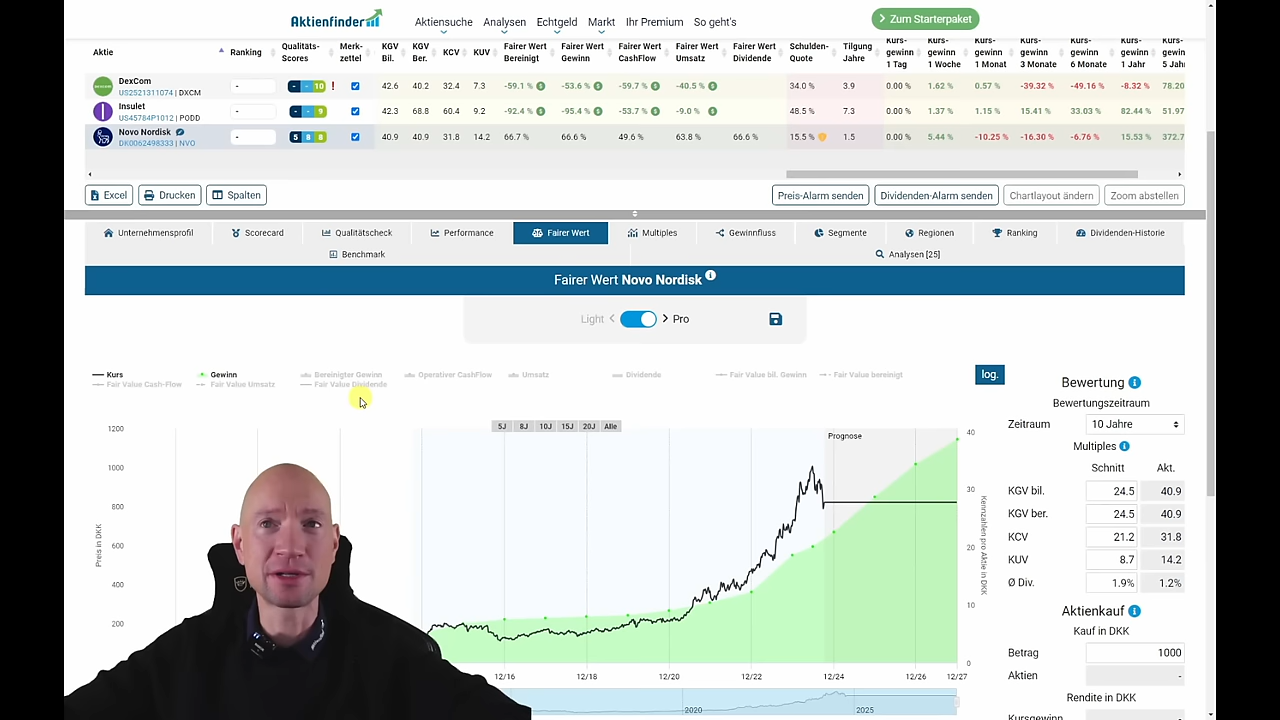 Aktienfinder
Aktiensuche Analysen Echtgeld Markt Ihr Premium So geht's
Zum Starterpaket
Aktie Ranking Qualitäts-Scores Merk-zettel KGV Bil. KGV Ber. KCV KUV Fairer Wert Bereinigt Fairer Wert Gewinn Fairer Wert CashFlow Fairer Wert Umsatz Fairer Wert Dividende Schulden-Quote Tilgung Jahre Kurs-gewinn 1 Tag Kurs-gewinn 1 Woche Kurs-gewinn 1 Monat Kurs-gewinn 3 Monate Kurs-gewinn 6 Monate Kurs-gewinn 1 Jahr Kurs-gewinn 5 Jahr
DexCom
US2521311074 | DXCM
- - - 10 ! 42.6 40.2 32.4 7.3 -59.1 % -53.6 % -59.7 % -40.5 % 34.0 % 3.9 0.00 % 1.62 % 0.57 % -39.32 % -49.16 % -8.32 % 78.20
Insulet
US45784P1012 | PODD
- - - 9 42.3 68.8 60.4 9.2 -92.4 % -95.4 % -53.7 % -9.0 % 48.5 % 7.3 0.00 % 1.37 % 1.15 % 15.41 % 33.03 % 82.44 % 51.97
Novo Nordisk
DK0062498333 | NVO
- 5 8 8 40.9 40.9 31.8 14.2 66.7 % 66.6 % 49.6 % 63.8 % 66.6 % 15.5 % 1.5 0.00 % 5.44 % -10.25 % -16.30 % -6.76 % 15.53 % 372.7
Excel Drucken Spalten Preis-Alarm senden Dividenden-Alarm senden Chartlayout ändern Zoom abstellen
Unternehmensprofil Scorecard Qualitätscheck Performance Fairer Wert Multiples Gewinnfluss Segmente Regionen Ranking Dividenden-Historie
Benchmark Analysen [25]
Fairer Wert Novo Nordisk
Light < > Pro
Kurs Gewinn Bereinigter Gewinn Operativer CashFlow Umsatz Dividende Fair Value bil. Gewinn Fair Value bereinigt
Fair Value Cash-Flow Fair Value Umsatz Fair Value Dividende
log.
5J 8J 10J 15J 20J Alle
Prognose
1200
1000
800
600
400
200
Preis in DKK
40
30
20
10
0
Kennzahlen pro Aktie in DKK
12/16 12/18 12/20 12/22 12/24 12/26 12/27
2020 2025
Bewertung
Bewertungszeitraum
Zeitraum 10 Jahre
Multiples
Schnitt Akt.
KGV bil. 24.5 40.9
KGV ber. 24.5 40.9
KCV 21.2 31.8
KUV 8.7 14.2
Ø Div. 1.9% 1.2%
Aktienkauf
Kauf in DKK
Betrag 1000
Aktien -
Rendite in DKK
Kursgewinn -